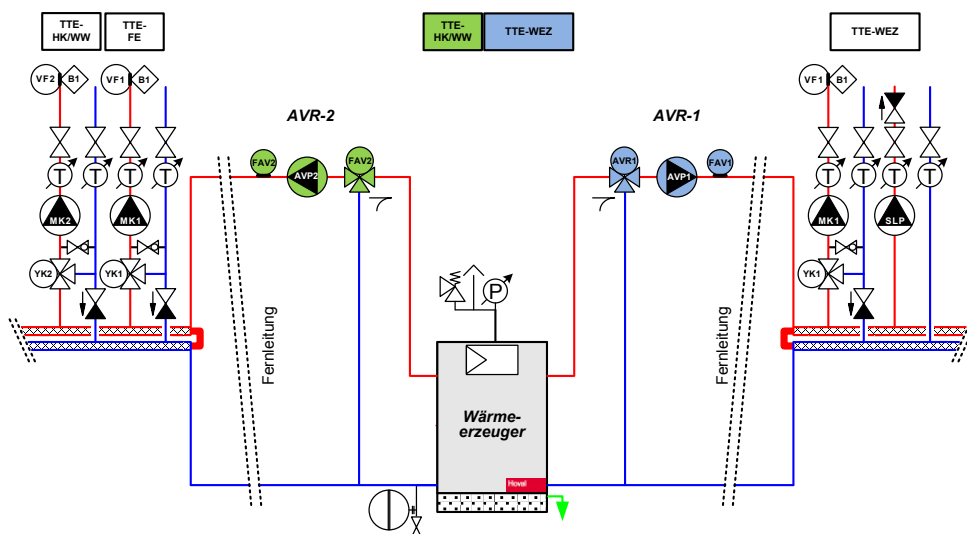 TTE-
HK/WW
TTE-
FE
TTE-
HK/WW
TTE-WEZ
TTE-WEZ
VF2
B1
VF1
B1
VF1
B1
AVR-2
AVR-1
FAV2
AVP2
FAV2
AVR1
AVP1
FAV1
T
T
T
T
T
T
T
T
MK2
MK1
MK1
SLP
YK2
YK1
YK1
P
Fernleitung
Fernleitung
Wärme-
erzeuger
Hoval